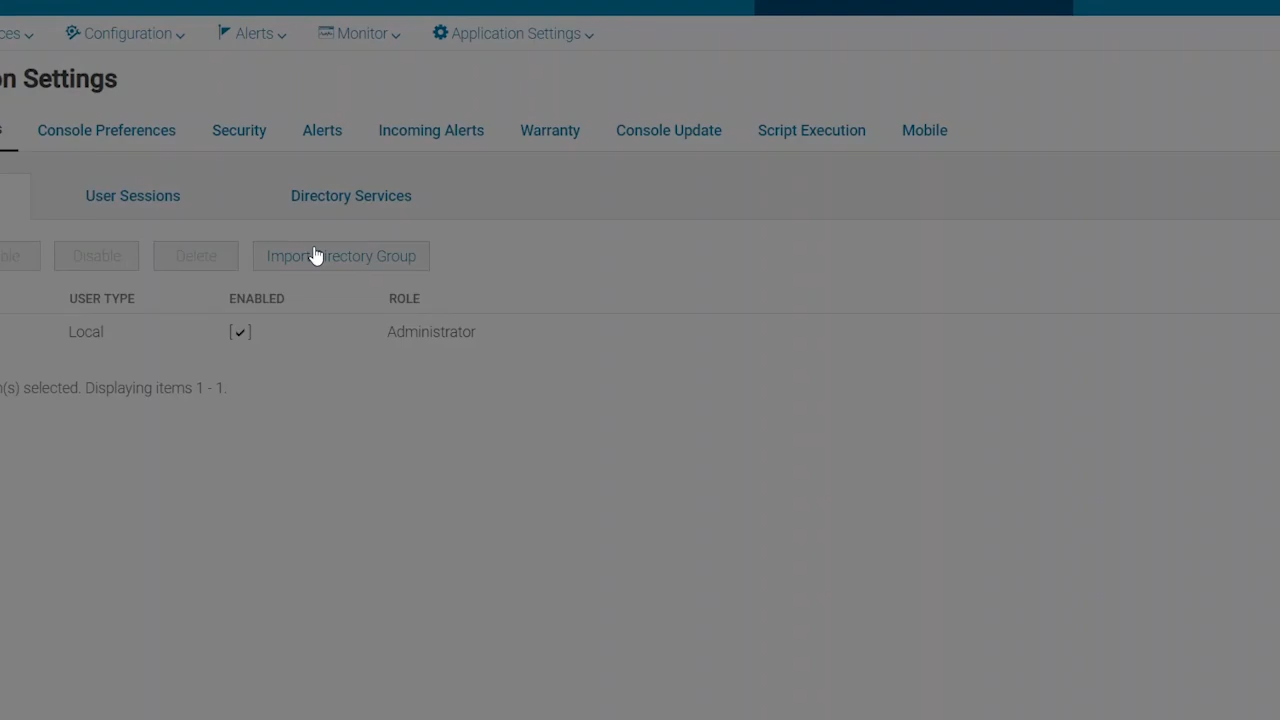 ces Configuration Alerts Monitor Application Settings
on Settings
s Console Preferences Security Alerts Incoming Alerts Warranty Console Update Script Execution Mobile
User Sessions Directory Services
ble Disable Delete Import Directory Group
USER TYPE ENABLED ROLE
Local [✓] Administrator
(s) selected. Displaying items 1 - 1.